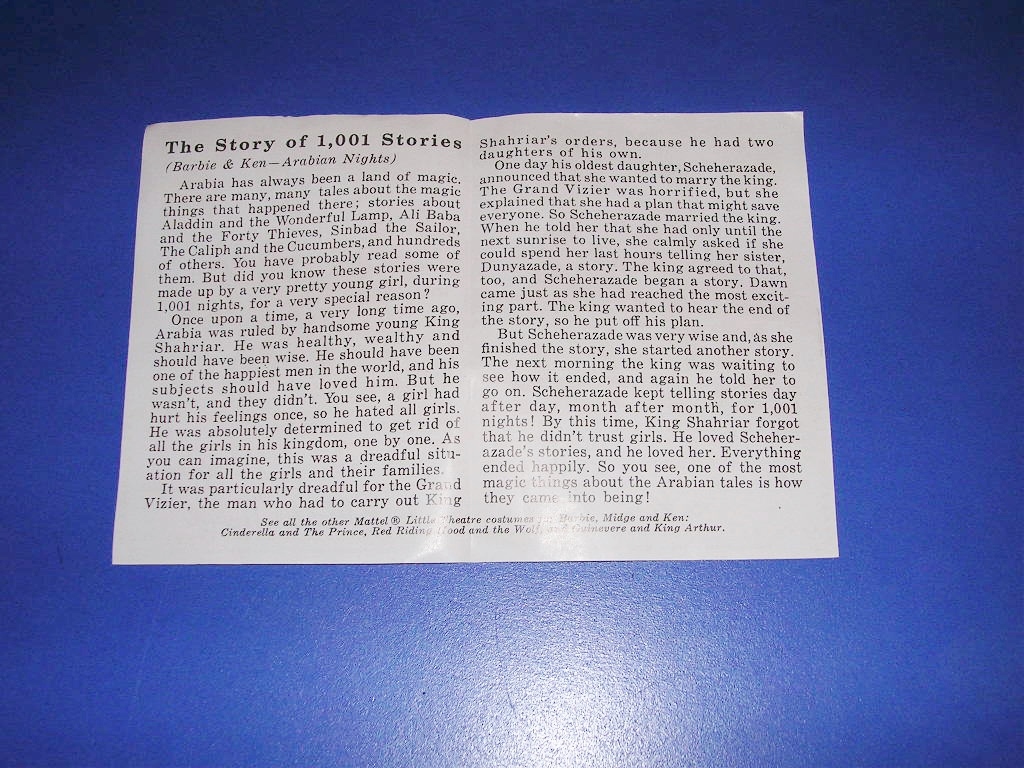 The Story of 1,001 Stories
(Barbie & Ken—Arabian Nights)
Arabia has always been a land of magic.
There are many, many tales about the magic
things that happened there; stories about
Aladdin and the Wonderful Lamp, Ali Baba
and the Forty Thieves, Sinbad the Sailor,
The Caliph and the Cucumbers, and hundreds
of others. You have probably read some of
them. But did you know these stories were
made up by a very pretty young girl, during
1,001 nights, for a very special reason?
Once upon a time, a very long time ago,
Arabia was ruled by handsome young King
Shahriar. He was healthy, wealthy and
should have been wise. He should have been
one of the happiest men in the world, and his
subjects should have loved him. But he
wasn't, and they didn't. You see, a girl had
hurt his feelings once, so he hated all girls.
He was absolutely determined to get rid of
all the girls in his kingdom, one by one. As
you can imagine, this was a dreadful situ-
ation for all the girls and their families.
It was particularly dreadful for the Grand
Vizier, the man who had to carry out King
Shahriar's orders, because he had two
daughters of his own.
One day his oldest daughter, Scheherazade,
announced that she wanted to marry the king.
The Grand Vizier was horrified, but she
explained that she had a plan that might save
everyone. So Scheherazade married the king.
When he told her that she had only until the
next sunrise to live, she calmly asked if she
could spend her last hours telling her sister,
Dunyazade, a story. The king agreed to that,
too, and Scheherazade began a story. Dawn
came just as she had reached the most excit-
ing part. The king wanted to hear the end of
the story, so he put off his plan.
But Scheherazade was very wise and, as she
finished the story, she started another story.
The next morning the king was waiting to
see how it ended, and again he told her to
go on. Scheherazade kept telling stories day
after day, month after month, for 1,001
nights! By this time, King Shahriar forgot
that he didn't trust girls. He loved Scheher-
azade's stories, and he loved her. Everything
ended happily. So you see, one of the most
magic things about the Arabian tales is how
they came into being!
See all the other Mattel® Little Theatre costumes for Barbie, Midge and Ken:
Cinderella and The Prince, Red Riding Hood and the Wolf, and Guinevere and King Arthur.